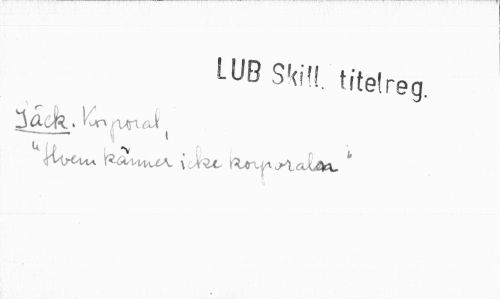 LUB Skill. titelreg.
Jäck. Korporal,
"Hvem känner icke korporalen"